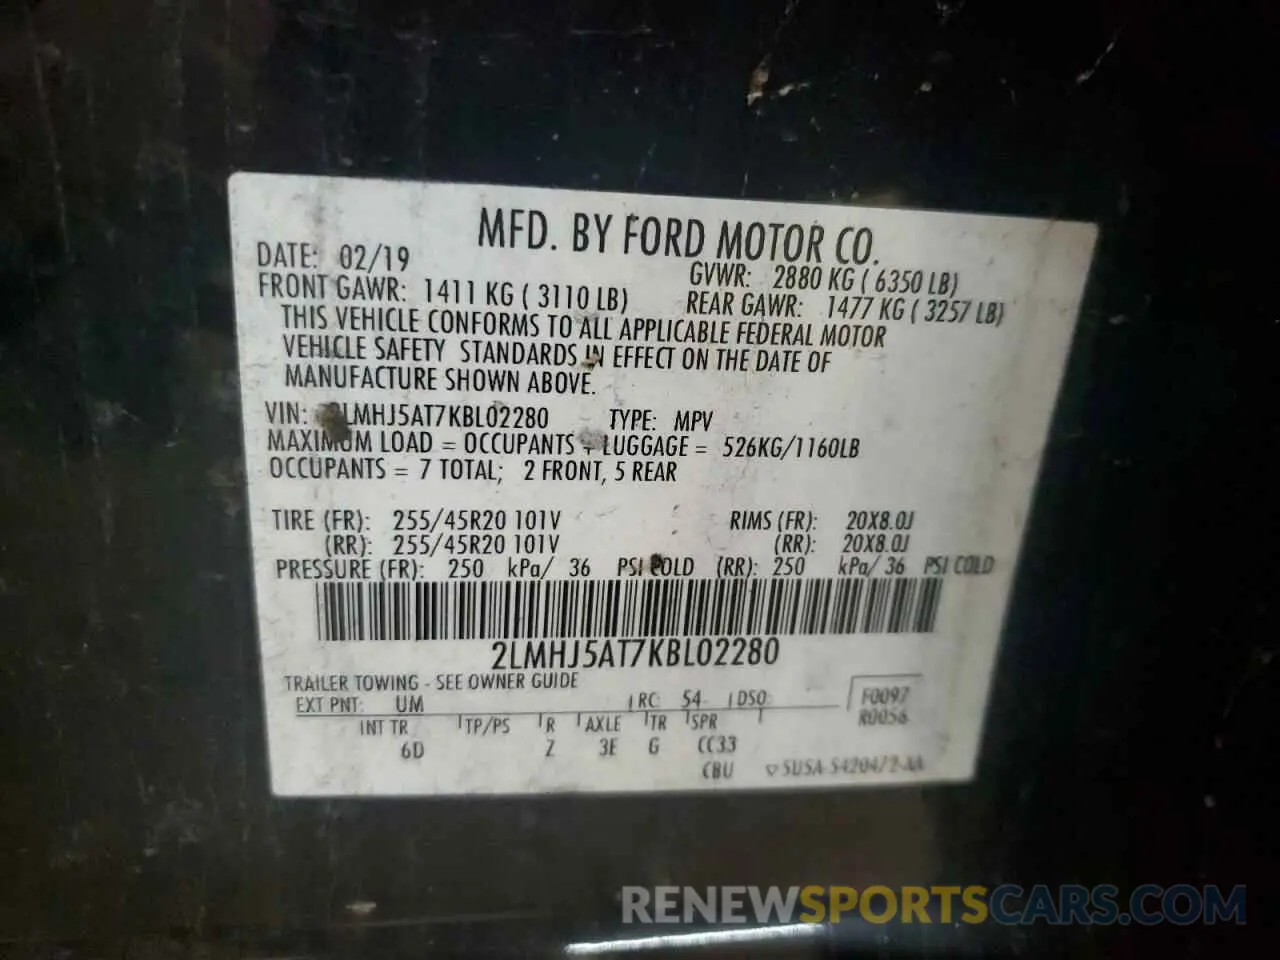 MFD. BY FORD MOTOR CO.
DATE: 02/19 GVWR: 2880 KG ( 6350 LB)
FRONT GAWR: 1411 KG ( 3110 LB) REAR GAWR: 1477 KG ( 3257 LB)
THIS VEHICLE CONFORMS TO ALL APPLICABLE FEDERAL MOTOR
VEHICLE SAFETY STANDARDS IN EFFECT ON THE DATE OF
MANUFACTURE SHOWN ABOVE.
VIN: 2LMHJ5AT7KBL02280 TYPE: MPV
MAXIMUM LOAD = OCCUPANTS + LUGGAGE = 526KG/1160LB
OCCUPANTS = 7 TOTAL; 2 FRONT, 5 REAR
TIRE (FR): 255/45R20 101V RIMS (FR): 20X8.0J
(RR): 255/45R20 101V (RR): 20X8.0J
PRESSURE (FR): 250 kPa/ 36 PSI COLD (RR): 250 kPa/ 36 PSI COLD
2LMHJ5AT7KBL02280
TRAILER TOWING - SEE OWNER GUIDE
EXT PNT: UM RC: 54 DSO: F0097
R0056
INT TR TP/PS R AXLE TR SPR
6D Z 3E G CC33
CBU
RENEWSPORTSCARS.COM